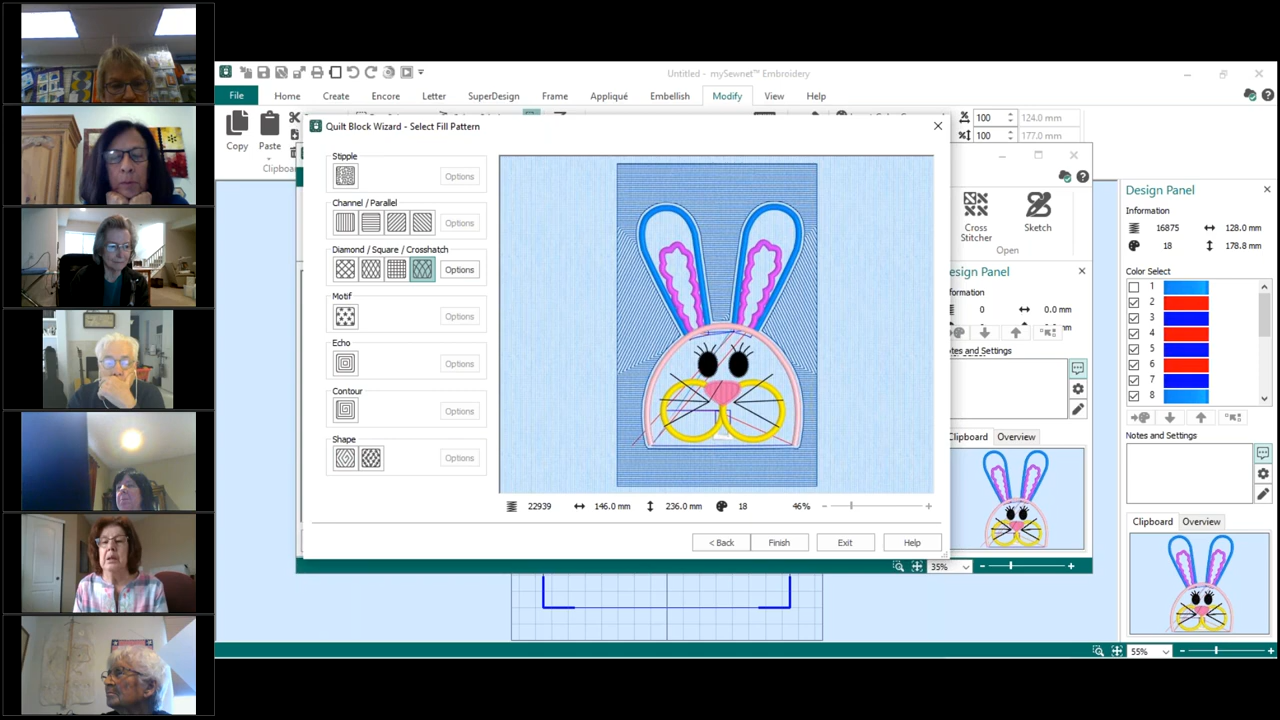 Untitled - mySewnet™ Embroidery
File Home Create Encore Letter SuperDesign Frame Appliqué Embellish Modify View Help
Copy
Paste
Clipboa
100
124.0 mm
100
177.0 mm
Quilt Block Wizard - Select Fill Pattern
Stipple
Options
Channel / Parallel
Options
Diamond / Square / Crosshatch
Options
Motif
Options
Echo
Options
Contour
Options
Shape
Options
22939 146.0 mm 236.0 mm 18 46%
< Back Finish Exit Help
Cross Stitcher
Sketch
Open
esign Panel
formation
0 0.0 mm
otes and Settings
Clipboard Overview
35%
Design Panel
Information
16875 128.0 mm
18 178.8 mm
Color Select
1
2
3
4
5
6
7
8
Notes and Settings
Clipboard Overview
55%